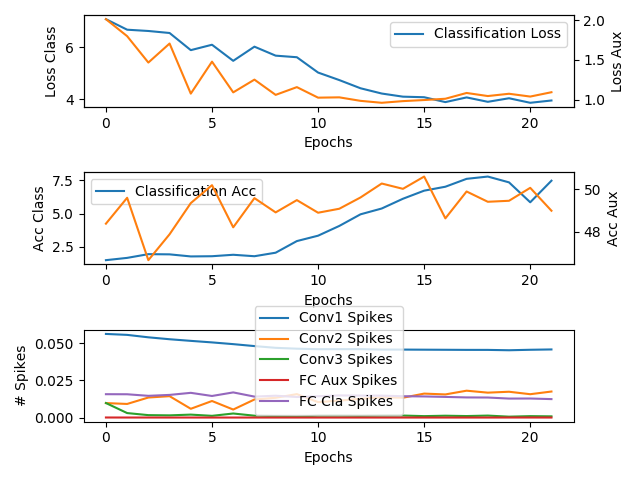 Classification Loss
Loss Class
Loss Aux
6
4
2.0
1.5
1.0
0 5 10 15 20
Epochs
Classification Acc
Acc Class
Acc Aux
7.5
5.0
2.5
50
48
0 5 10 15 20
Epochs
Conv1 Spikes
Conv2 Spikes
Conv3 Spikes
FC Aux Spikes
FC Cla Spikes
# Spikes
0.050
0.025
0.000
0 5 10 15 20
Epochs